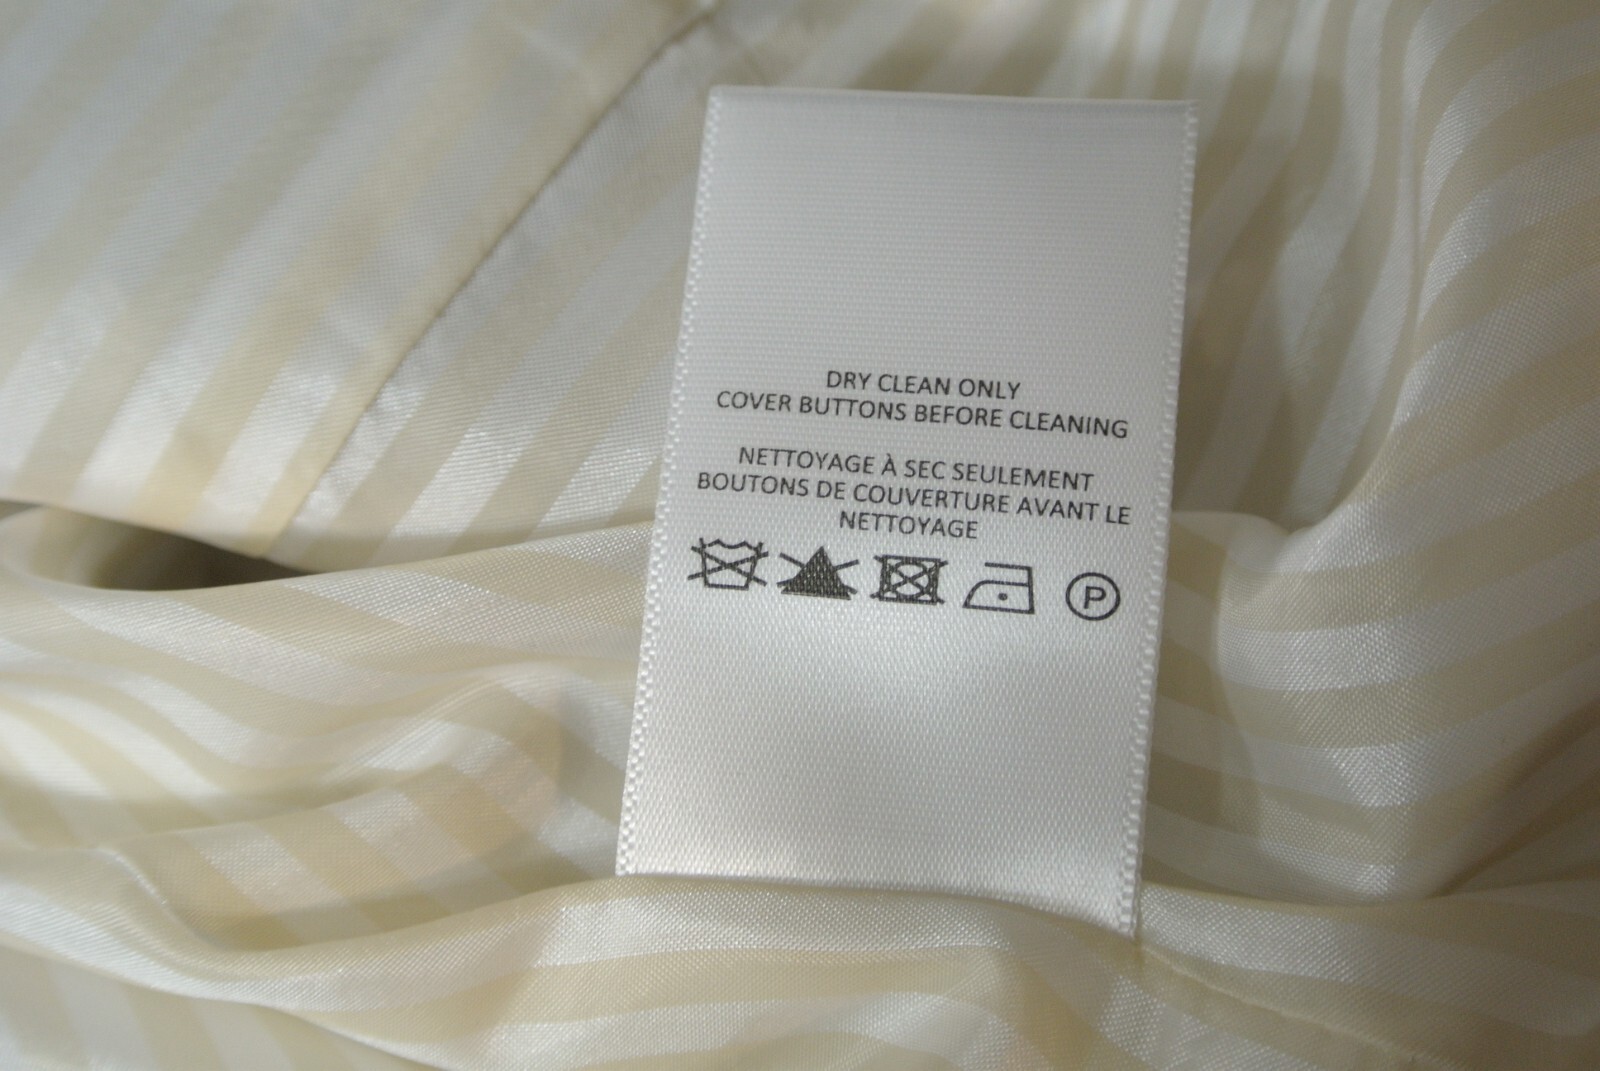 DRY CLEAN ONLY
COVER BUTTONS BEFORE CLEANING
NETTOYAGE À SEC SEULEMENT
BOUTONS DE COUVERTURE AVANT LE
NETTOYAGE
P